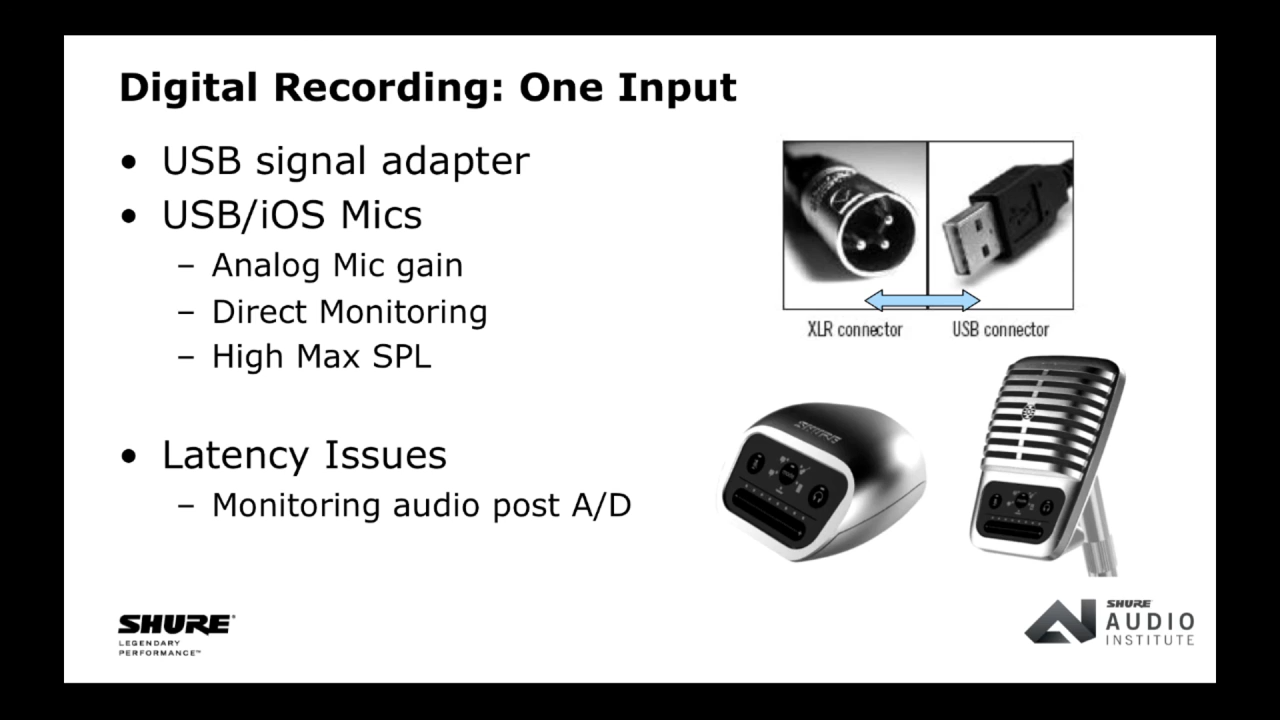 Digital Recording: One Input
• USB signal adapter
• USB/iOS Mics
– Analog Mic gain
– Direct Monitoring
– High Max SPL
• Latency Issues
– Monitoring audio post A/D
XLR connector
USB connector
SHURE
SHURE
LEGENDARY
PERFORMANCE™
SHURE
AUDIO
INSTITUTE